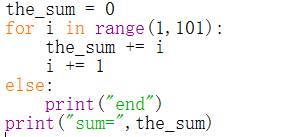 the_sum = 0
for i in range(1,101):
    the_sum += i
    i += 1
else:
    print("end")
print("sum=",the_sum)